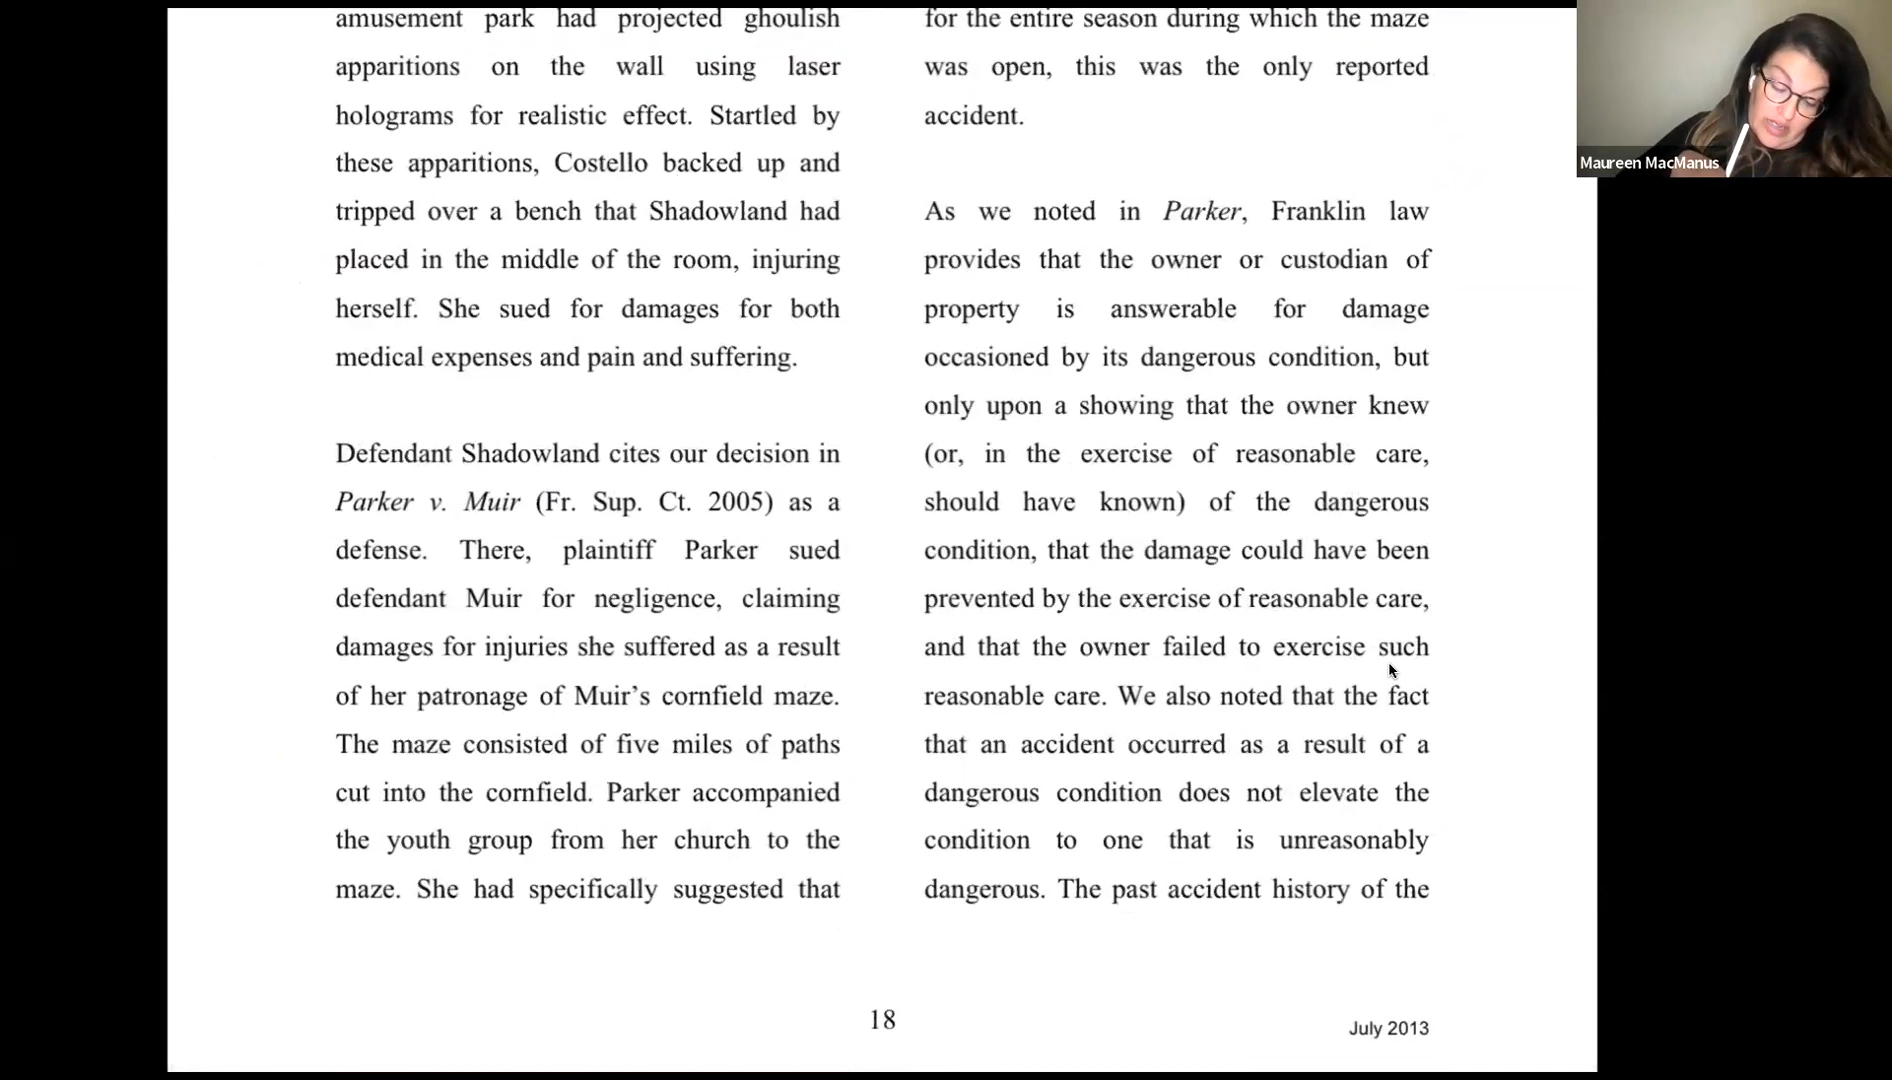 amusement park had projected ghoulish
apparitions on the wall using laser
holograms for realistic effect. Startled by
these apparitions, Costello backed up and
tripped over a bench that Shadowland had
placed in the middle of the room, injuring
herself. She sued for damages for both
medical expenses and pain and suffering.
Defendant Shadowland cites our decision in
Parker v. Muir (Fr. Sup. Ct. 2005) as a
defense. There, plaintiff Parker sued
defendant Muir for negligence, claiming
damages for injuries she suffered as a result
of her patronage of Muir’s cornfield maze.
The maze consisted of five miles of paths
cut into the cornfield. Parker accompanied
the youth group from her church to the
maze. She had specifically suggested that
for the entire season during which the maze
was open, this was the only reported
accident.
As we noted in Parker, Franklin law
provides that the owner or custodian of
property is answerable for damage
occasioned by its dangerous condition, but
only upon a showing that the owner knew
(or, in the exercise of reasonable care,
should have known) of the dangerous
condition, that the damage could have been
prevented by the exercise of reasonable care,
and that the owner failed to exercise such
reasonable care. We also noted that the fact
that an accident occurred as a result of a
dangerous condition does not elevate the
condition to one that is unreasonably
dangerous. The past accident history of the
18
July 2013
Maureen MacManus